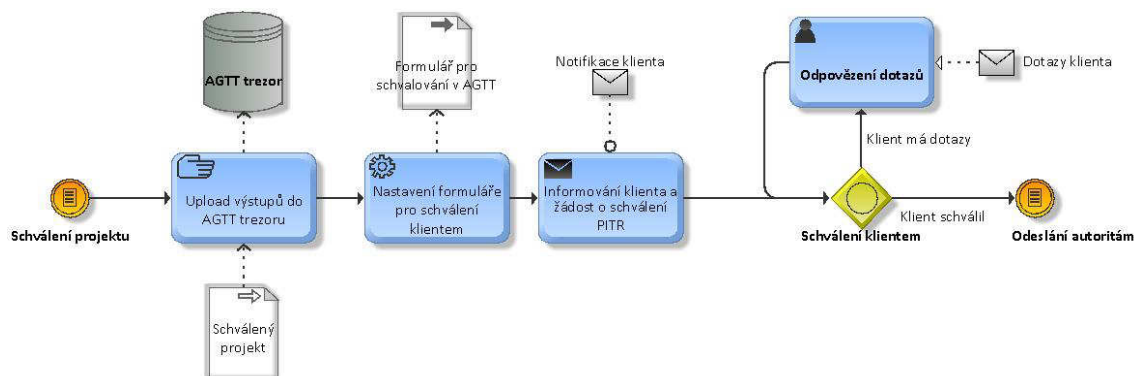 AGTT trezor
Formulář pro
schvalování v AGTT
Notifikace klienta
Odpovězení dotazů
Dotazy klienta
Klient má dotazy
Upload výstupů do
AGTT trezoru
Nastavení formuláře
pro schválení
klientem
Informování klienta a
žádost o schválení
PITR
Klient schválil
Schválení projektu
Schválení klientem
Odeslání autoritám
Schválený
projekt